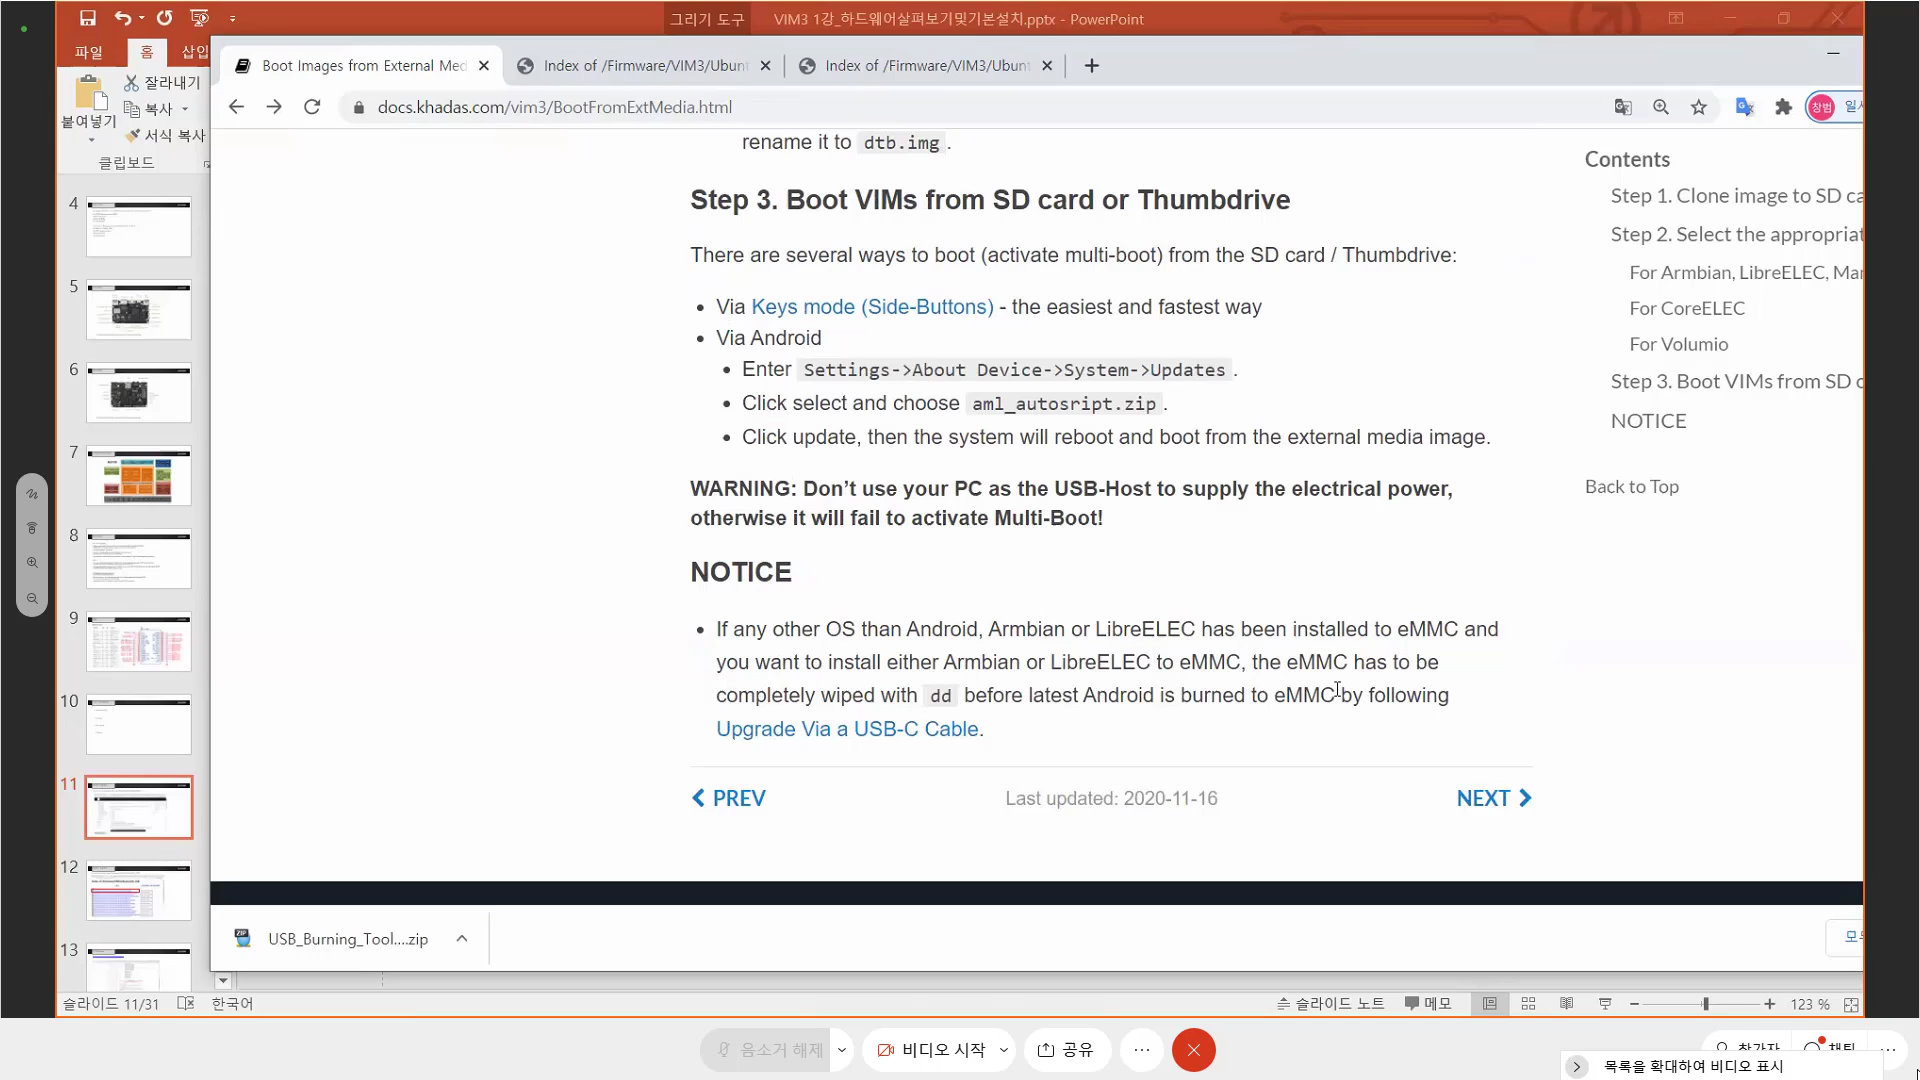 그리기 도구
VIM3 1강_하드웨어살펴보기및기본설치.pptx - PowerPoint
파일
홈
삽입
잘라내기
복사
서식 복사
붙여넣기
클립보드
4
5
6
7
8
9
10
11
12
13
Boot Images from External Med
Index of /Firmware/VIM3/Ubun
Index of /Firmware/VIM3/Ubun
docs.khadas.com/vim3/BootFromExtMedia.html
창범
일시
rename it to dtb.img.
Step 3. Boot VIMs from SD card or Thumbdrive
There are several ways to boot (activate multi-boot) from the SD card / Thumbdrive:
• Via Keys mode (Side-Buttons) - the easiest and fastest way
• Via Android
• Enter Settings->About Device->System->Updates.
• Click select and choose aml_autosript.zip.
• Click update, then the system will reboot and boot from the external media image.
WARNING: Don’t use your PC as the USB-Host to supply the electrical power,
otherwise it will fail to activate Multi-Boot!
NOTICE
• If any other OS than Android, Armbian or LibreELEC has been installed to eMMC and
you want to install either Armbian or LibreELEC to eMMC, the eMMC has to be
completely wiped with dd before latest Android is burned to eMMC by following
Upgrade Via a USB-C Cable.
PREV
Last updated: 2020-11-16
NEXT
Contents
Step 1. Clone image to SD ca
Step 2. Select the appropriat
For Armbian, LibreELEC, Man
For CoreELEC
For Volumio
Step 3. Boot VIMs from SD c
NOTICE
Back to Top
USB_Burning_Tool....zip
슬라이드 11/31
한국어
슬라이드 노트
메모
123 %
음소거 해제
비디오 시작
공유
참가자
채팅
목록을 확대하여 비디오 표시